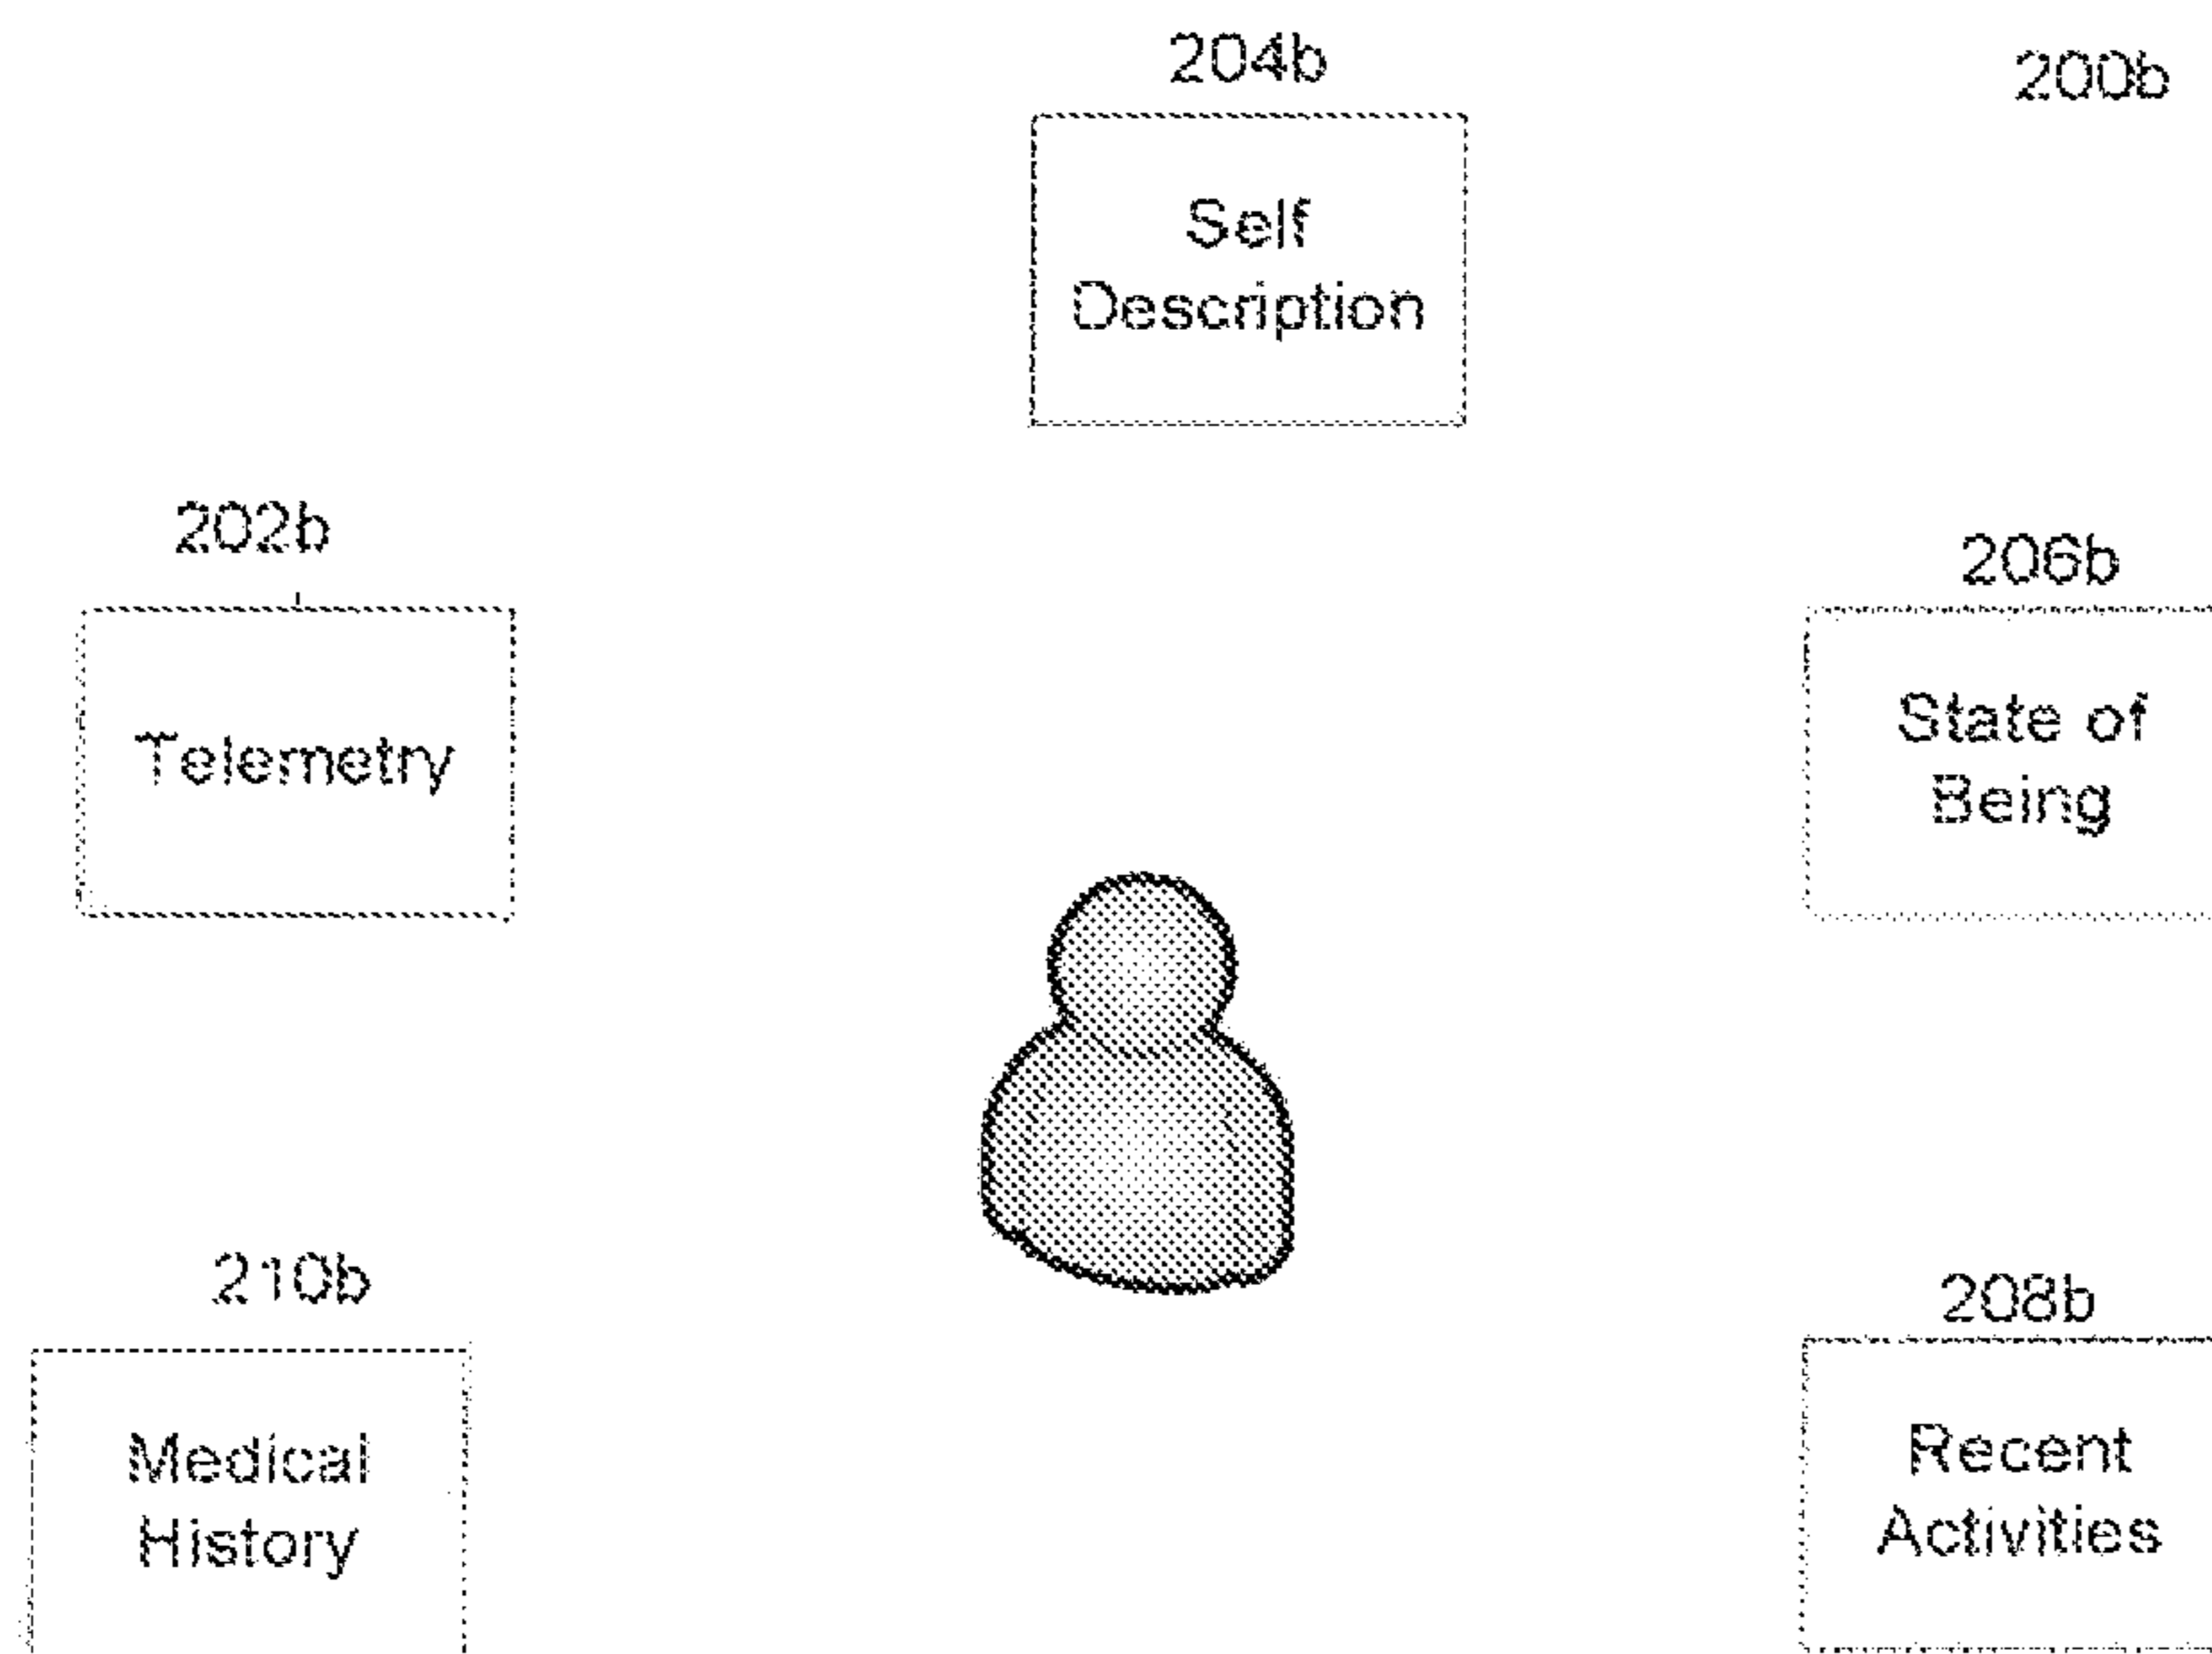 204b
200b
Self
Description
202b
206b
Telemetry
State of
Being
210b
208b
Medical
History
Recent
Activities